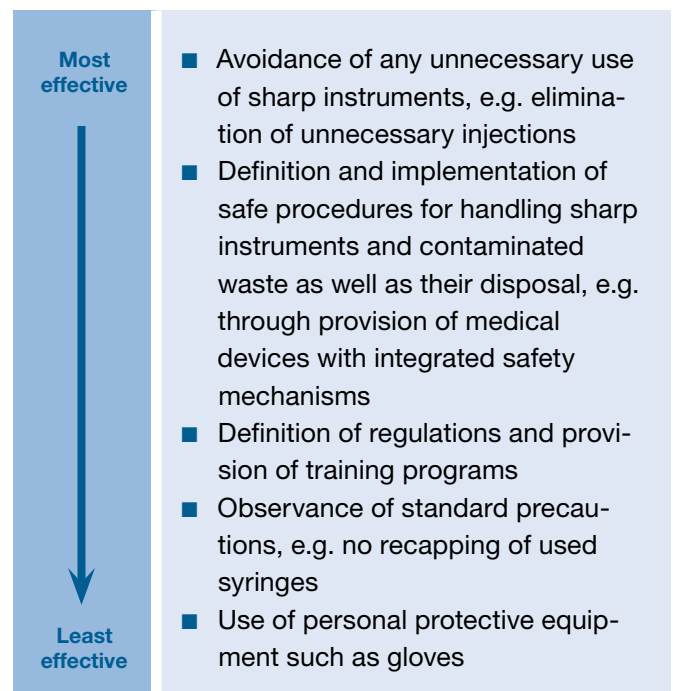 Most
effective
■ Avoidance of any unnecessary use
of sharp instruments, e.g. elimina-
tion of unnecessary injections
■ Definition and implementation of
safe procedures for handling sharp
instruments and contaminated
waste as well as their disposal, e.g.
through provision of medical
devices with integrated safety
mechanisms
■ Definition of regulations and provi-
sion of training programs
■ Observance of standard precau-
tions, e.g. no recapping of used
syringes
■ Use of personal protective equip-
ment such as gloves
Least
effective